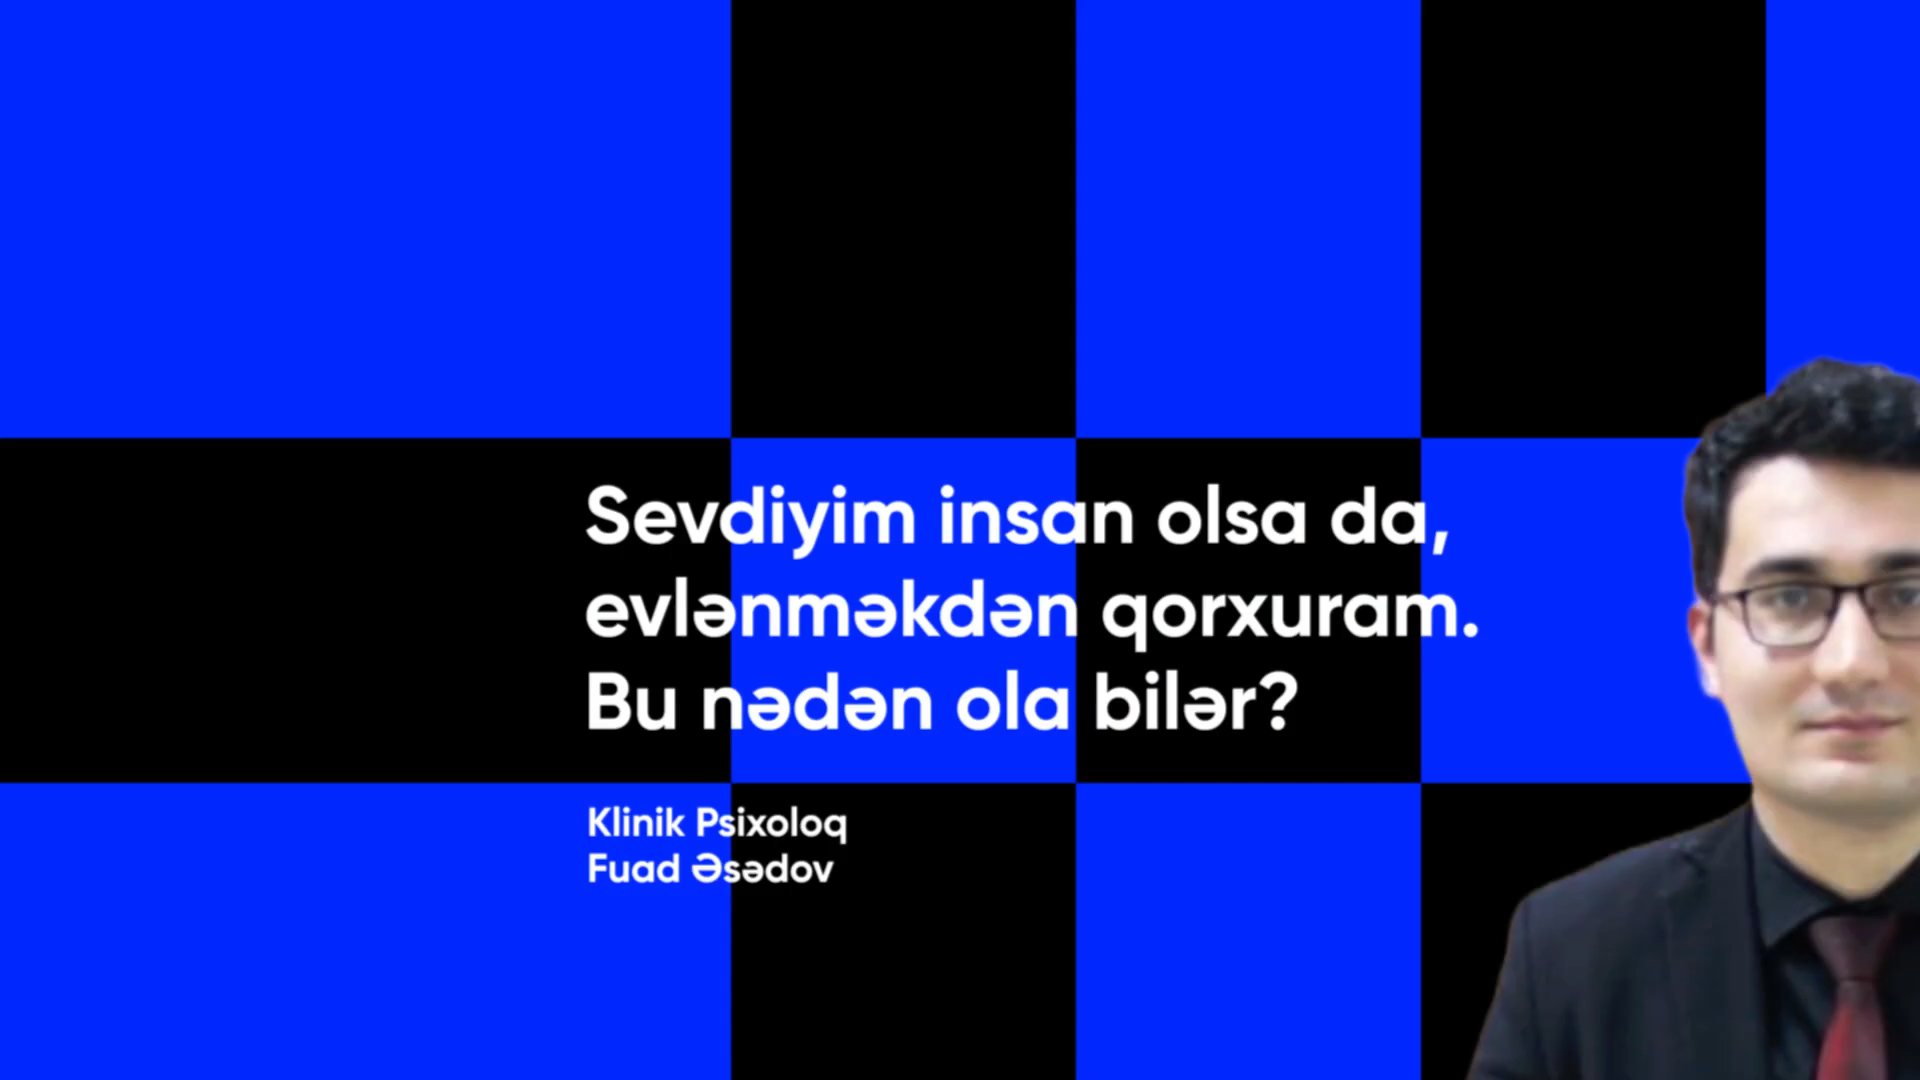 Sevdiyim insan olsa da,
evlənməkdən qorxuram.
Bu nədən ola bilər?
Klinik Psixoloq
Fuad Əsədov